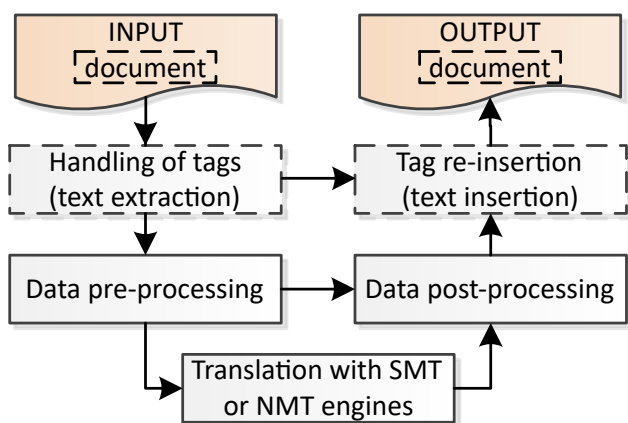 INPUT
document
OUTPUT
document
Handling of tags
(text extraction)
Tag re-insertion
(text insertion)
Data pre-processing
Data post-processing
Translation with SMT
or NMT engines